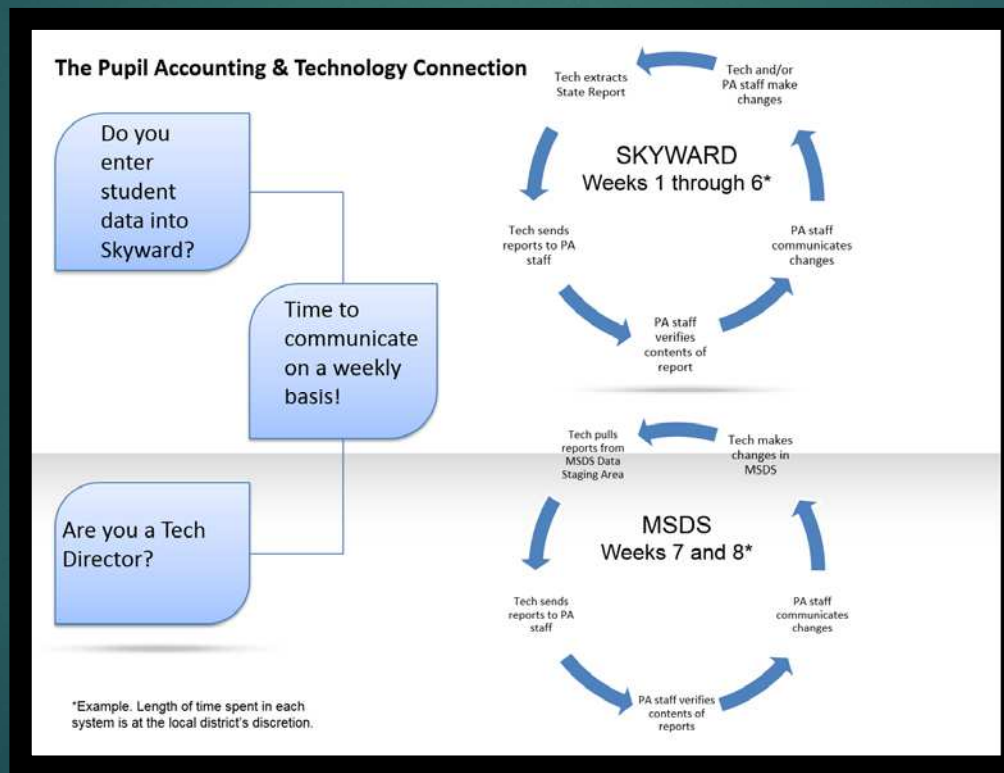 The Pupil Accounting & Technology Connection
Do you
enter
student
data into
Skyward?
Time to
communicate
on a weekly
basis!
Are you a Tech
Director?
*Example. Length of time spent in each
system is at the local district's discretion.
Tech extracts
State Report
Tech and/or
PA staff make
changes
SKYWARD
Weeks 1 through 6*
Tech sends
reports to PA
staff
PA staff
communicates
changes
PA staff
verifies
contents of
report
Tech pulls
reports from
MSDS Data
Staging Area
Tech makes
changes in
MSDS
MSDS
Weeks 7 and 8*
Tech sends
reports to PA
staff
PA staff
communicates
changes
PA staff verifies
contents of
reports